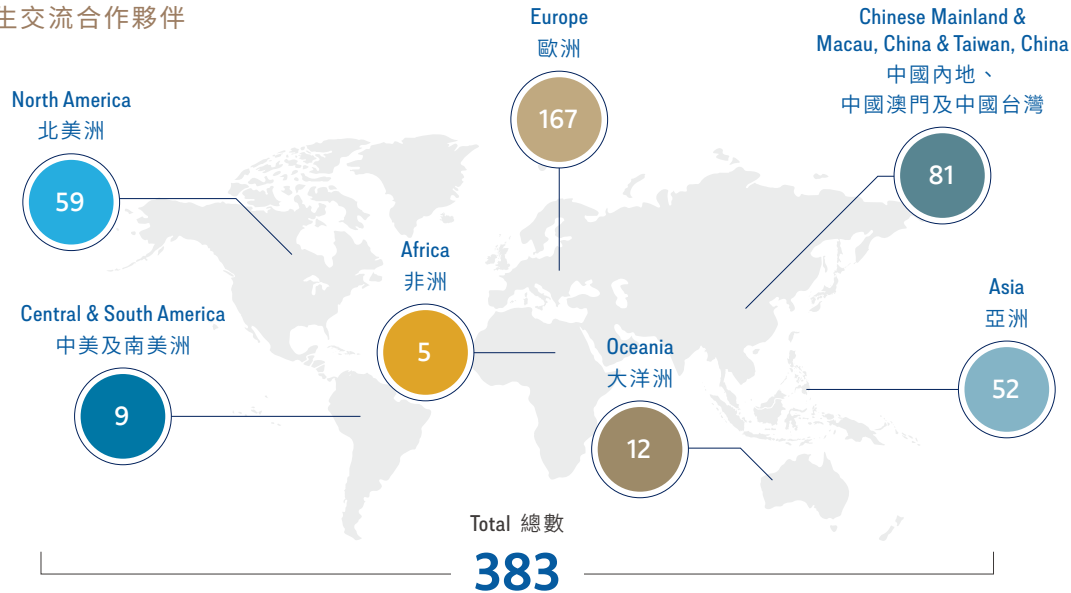 生交流合作夥伴
Europe
歐洲
167
Chinese Mainland &
Macau, China & Taiwan, China
中國內地、
中國澳門及中國台灣
81
North America
北美洲
59
Africa
非洲
5
Central & South America
中美及南美洲
9
Oceania
大洋洲
12
Asia
亞洲
52
Total 總數
383